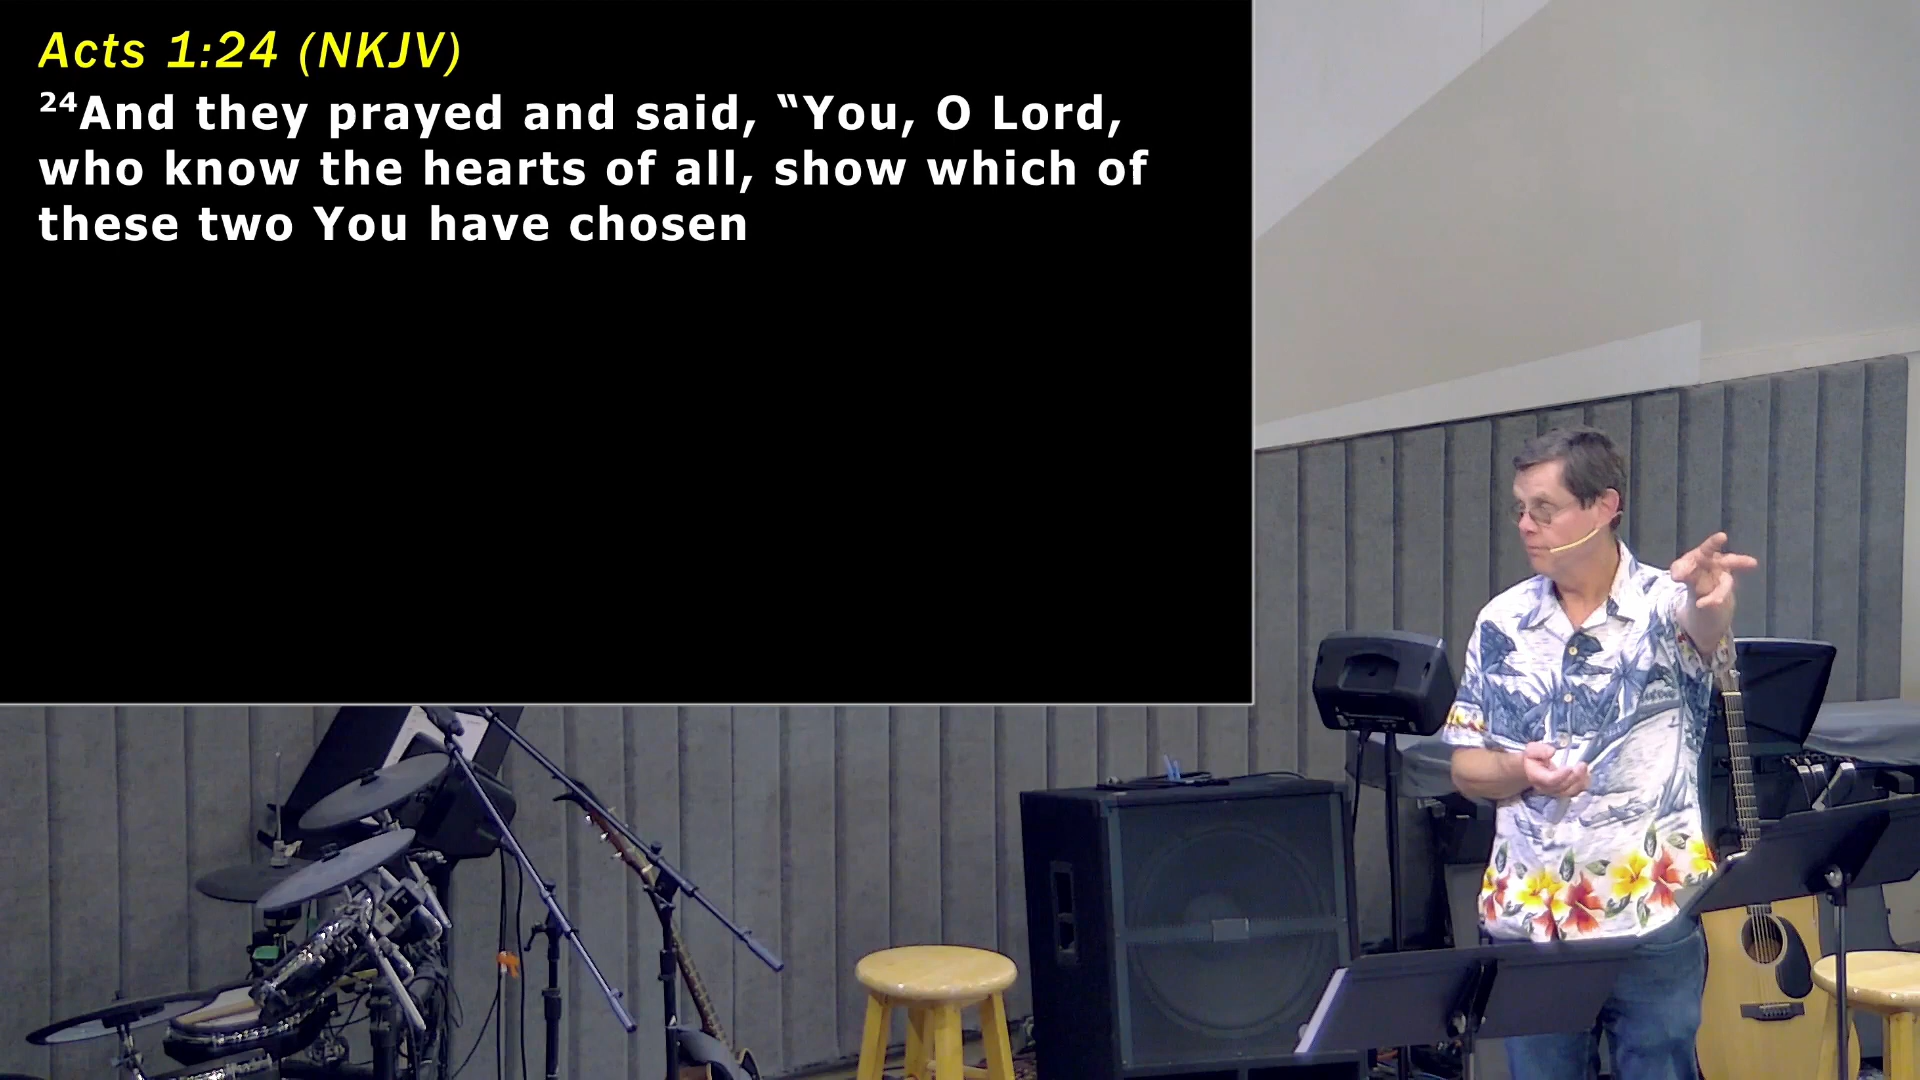 Acts 1:24 (NKJV)
²⁴And they prayed and said, “You, O Lord,
who know the hearts of all, show which of
these two You have chosen